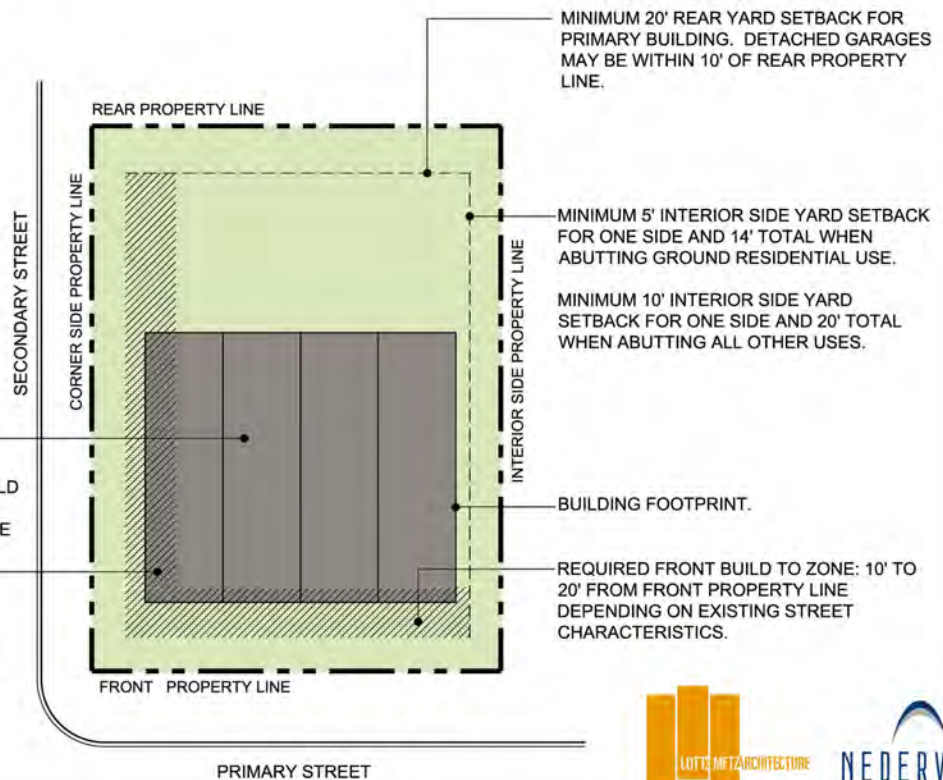 MINIMUM 20' REAR YARD SETBACK FOR
PRIMARY BUILDING. DETACHED GARAGES
MAY BE WITHIN 10' OF REAR PROPERTY
LINE.
REAR PROPERTY LINE
SECONDARY STREET
CORNER SIDE PROPERTY LINE
INTERIOR SIDE PROPERTY LINE
MINIMUM 5' INTERIOR SIDE YARD SETBACK
FOR ONE SIDE AND 14' TOTAL WHEN
ABUTTING GROUND RESIDENTIAL USE.
MINIMUM 10' INTERIOR SIDE YARD
SETBACK FOR ONE SIDE AND 20' TOTAL
WHEN ABUTTING ALL OTHER USES.
LD
E
BUILDING FOOTPRINT.
REQUIRED FRONT BUILD TO ZONE: 10' TO
20' FROM FRONT PROPERTY LINE
DEPENDING ON EXISTING STREET
CHARACTERISTICS.
FRONT PROPERTY LINE
PRIMARY STREET
LOTT3METZARCHITECTURE
NEDERV